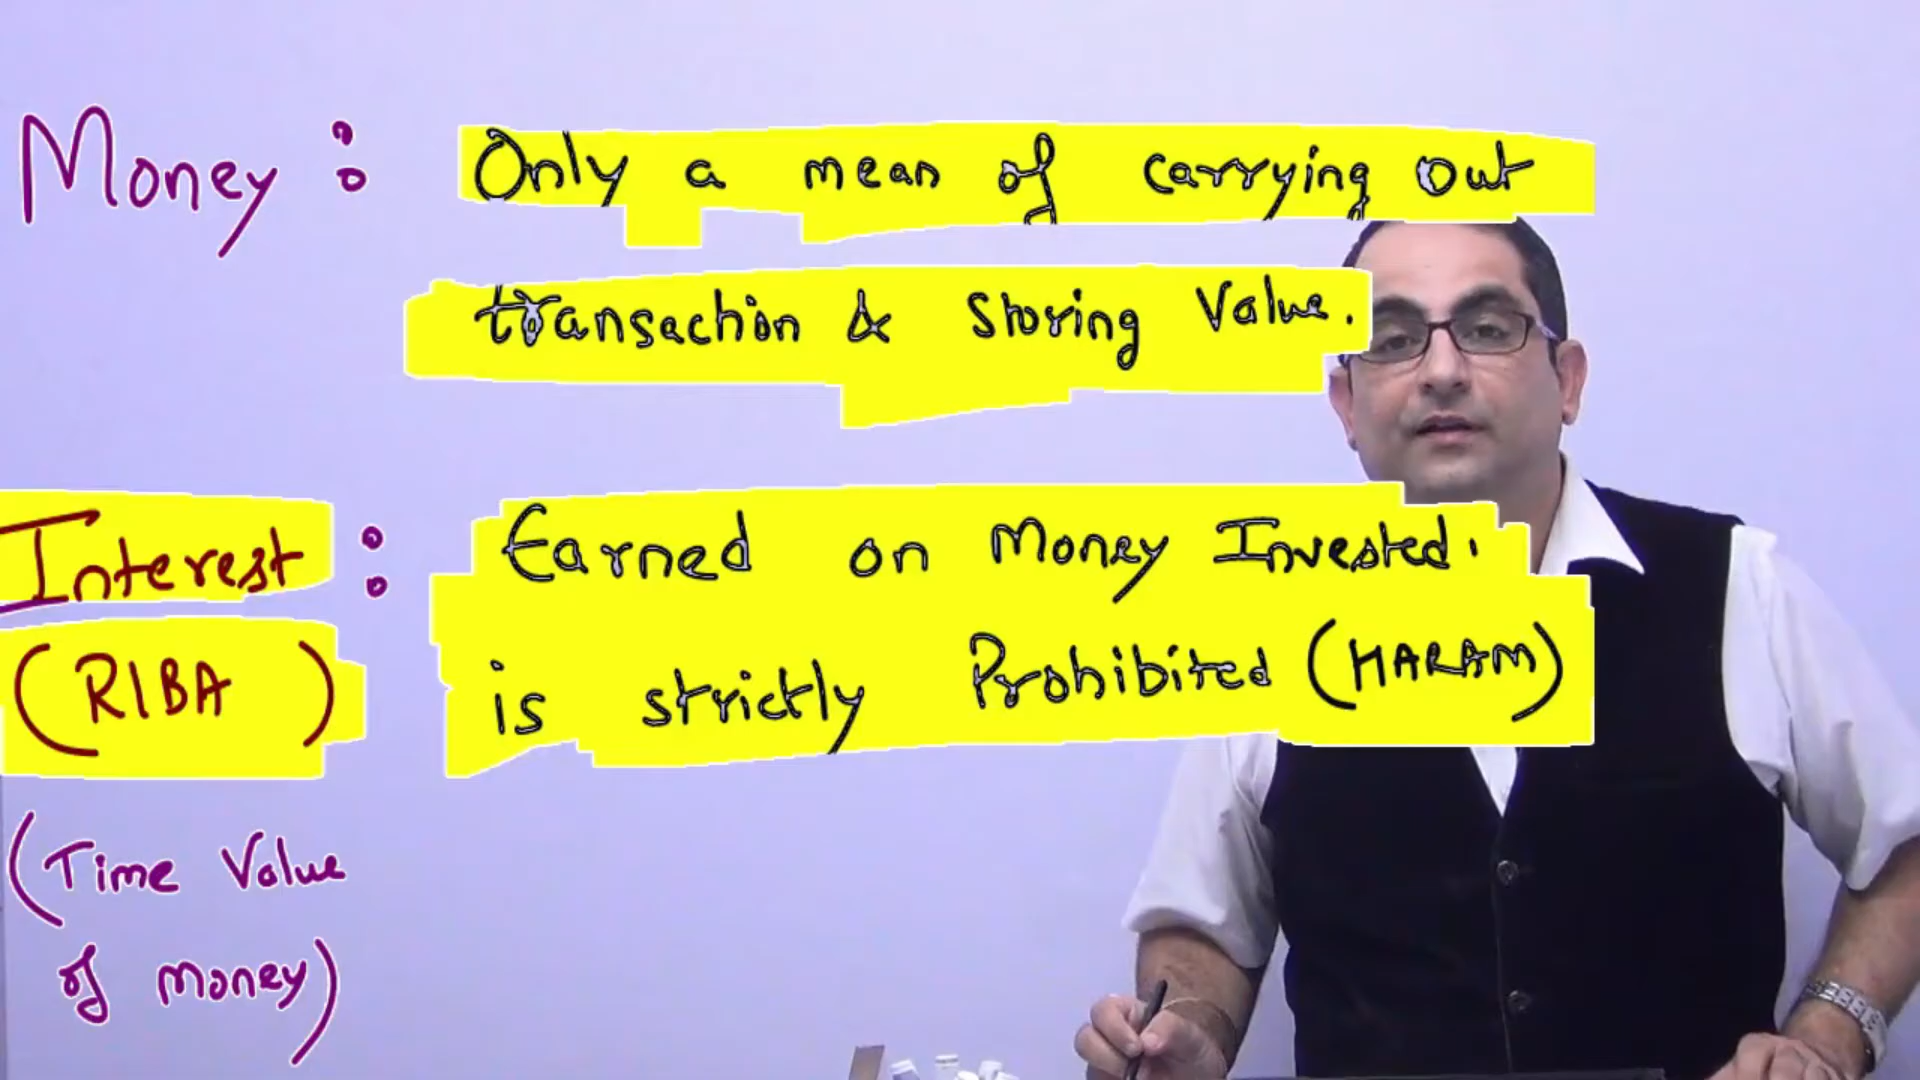 Money : Only a mean of carrying out
transaction & storing value.
Interest : Earned on Money Invested.
(RIBA) is strictly Prohibited (HARAM)
(Time Value
of money)